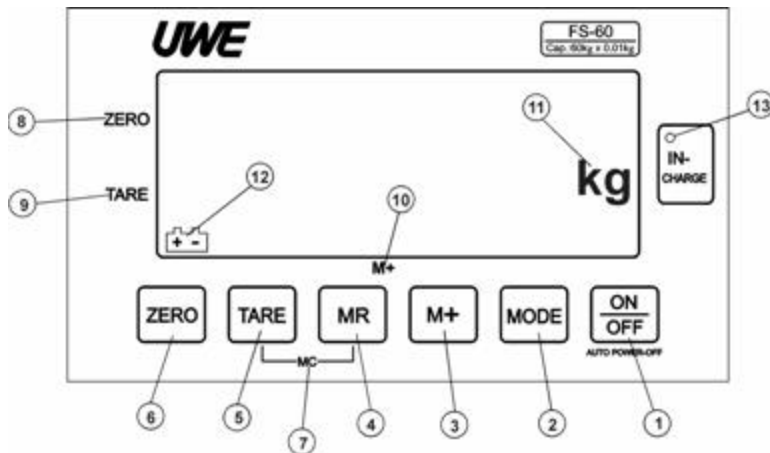 UWE
FS-60
Cap.:60kg x 0.01kg
11
13
8
ZERO
IN-
CHARGE
12
kg
9
TARE
10
+ -
M+
ZERO
TARE
MR
M+
MODE
ON
OFF
MC
AUTO POWER-OFF
6
5
7
4
3
2
1